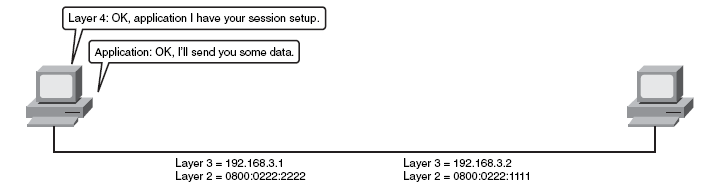 Layer 4: OK, application I have your session setup.
Application: OK, I'll send you some data.
Layer 3 = 192.168.3.1
Layer 2 = 0800:0222:2222
Layer 3 = 192.168.3.2
Layer 2 = 0800:0222:1111